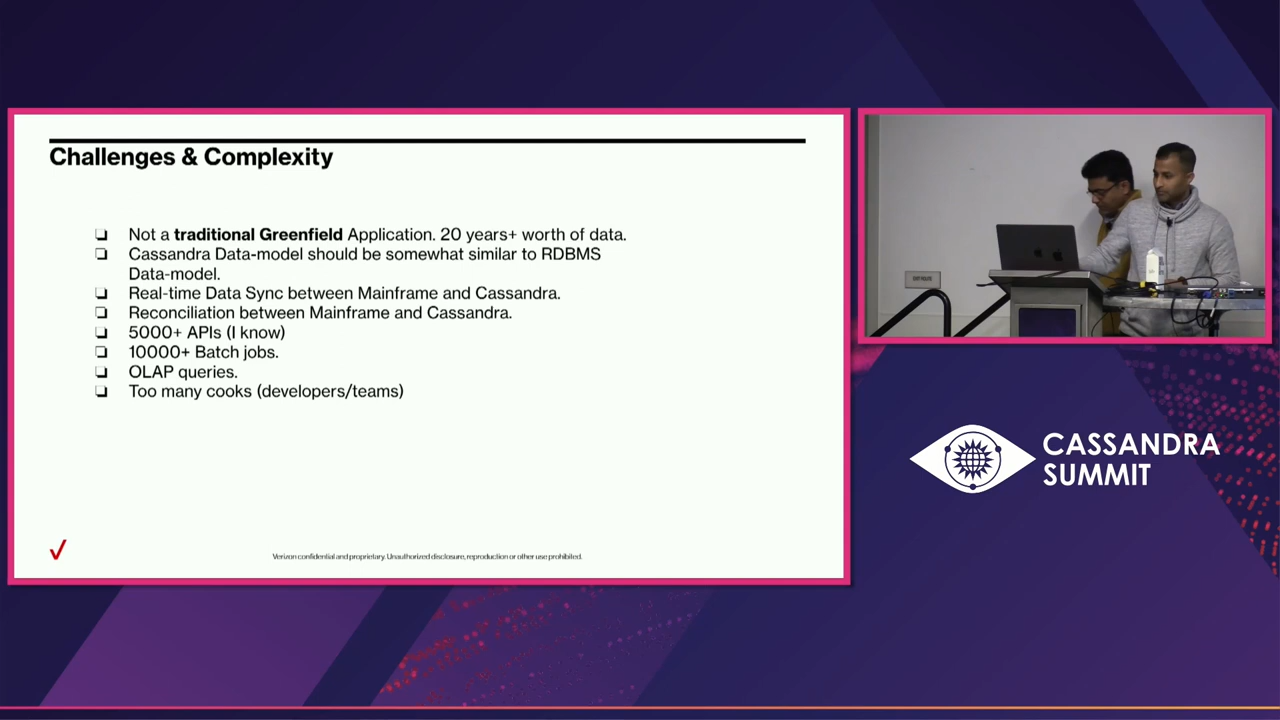 Challenges & Complexity
Not a traditional Greenfield Application. 20 years+ worth of data.
Cassandra Data-model should be somewhat similar to RDBMS
Data-model.
Real-time Data Sync between Mainframe and Cassandra.
Reconciliation between Mainframe and Cassandra.
5000+ APIs (I know)
10000+ Batch jobs.
OLAP queries.
Too many cooks (developers/teams)
Verizon confidential and proprietary. Unauthorized disclosure, reproduction or other use prohibited.
CASSANDRA
SUMMIT